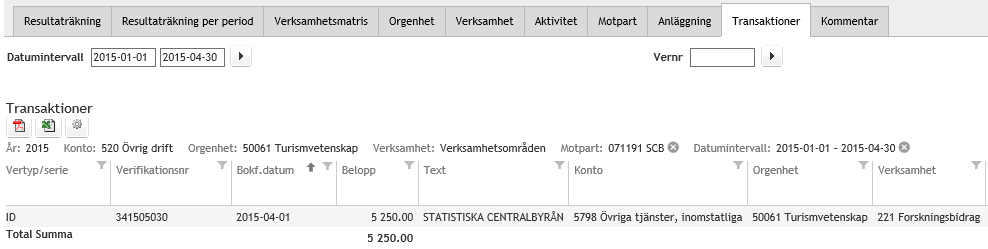 Resultaträkning Resultaträkning per period Verksamhetsmatris Orgenhet Verksamhet Aktivitet Motpart Anläggning Transaktioner Kommentar
Datumintervall 2015-01-01 2015-04-30 Vernr
Transaktioner
År: 2015 Konto: 520 Övrig drift Orgenhet: 50061 Turismvetenskap Verksamhet: Verksamhetsområden Motpart: 071191 SCB Datumintervall: 2015-01-01 - 2015-04-30
Vertyp/serie Verifikationsnr Bokf.datum Belopp Text Konto Orgenhet Verksamhet
ID 341505030 2015-04-01 5 250.00 STATISTISKA CENTRALBYRÅN 5798 Övriga tjänster, inomstatliga 50061 Turismvetenskap 221 Forskningsbidrag
Total Summa 5 250.00